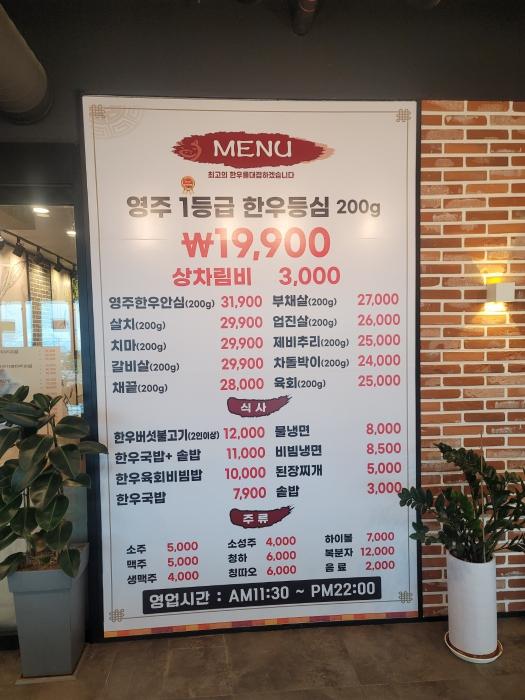 MENU
최고의 한우를대접하겠습니다
영주 1등급 한우등심 200g
₩19,900
상차림비 3,000
영주한우안심(200g) 31,900 부채살(200g) 27,000
살치(200g) 29,900 업진살(200g) 26,000
치마(200g) 29,900 제비추리(200g) 25,000
갈비살(200g) 29,900 차돌박이(200g) 24,000
채끝(200g) 28,000 육회(200g) 25,000
식사
한우버섯불고기(2인이상) 12,000 물냉면 8,000
한우국밥+ 솥밥 11,000 비빔냉면 8,500
한우육회비빔밥 10,000 된장찌개 5,000
한우국밥 7,900 솥밥 3,000
주류
소주 5,000 소성주 4,000 하이볼 7,000
맥주 5,000 청하 6,000 복분자 12,000
생맥주 4,000 칭따오 6,000 음료 2,000
영업시간 : AM11:30 ~ PM22:00